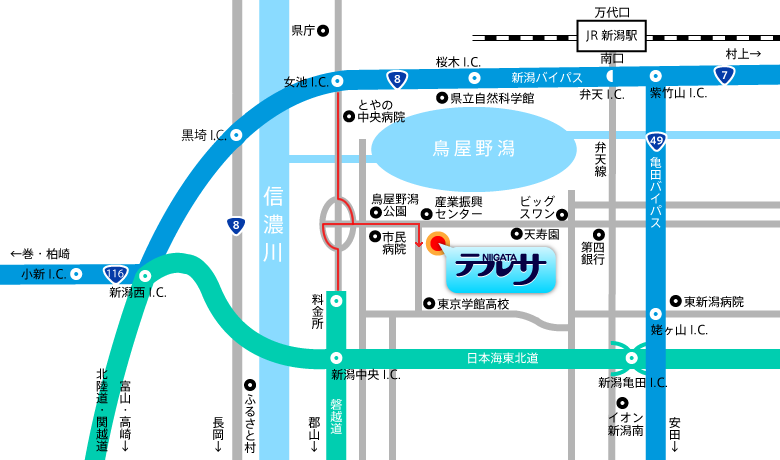 万代口
JR 新潟駅
南口
村上→
県庁
桜木 I.C.
女池 I.C.
8
新潟バイパス
7
弁天 I.C.
紫竹山 I.C.
県立自然科学館
とやの
中央病院
黒埼 I.C.
鳥屋野潟
弁天線
49
亀田バイパス
信濃川
8
鳥屋野潟
公園
産業振興
センター
ビッグ
スワン
市民
病院
天寿園
第四
銀行
NIIGATA
テルサ
←巻・柏崎
小新 I.C.
116
新潟西 I.C.
料金所
東京学館高校
東新潟病院
姥ヶ山 I.C.
日本海東北道
新潟中央 I.C.
新潟亀田 I.C.
北陸道・関越道
富山・高崎→
長岡→
ふるさと村
郡山→
磐越道
イオン
新潟南
安田→